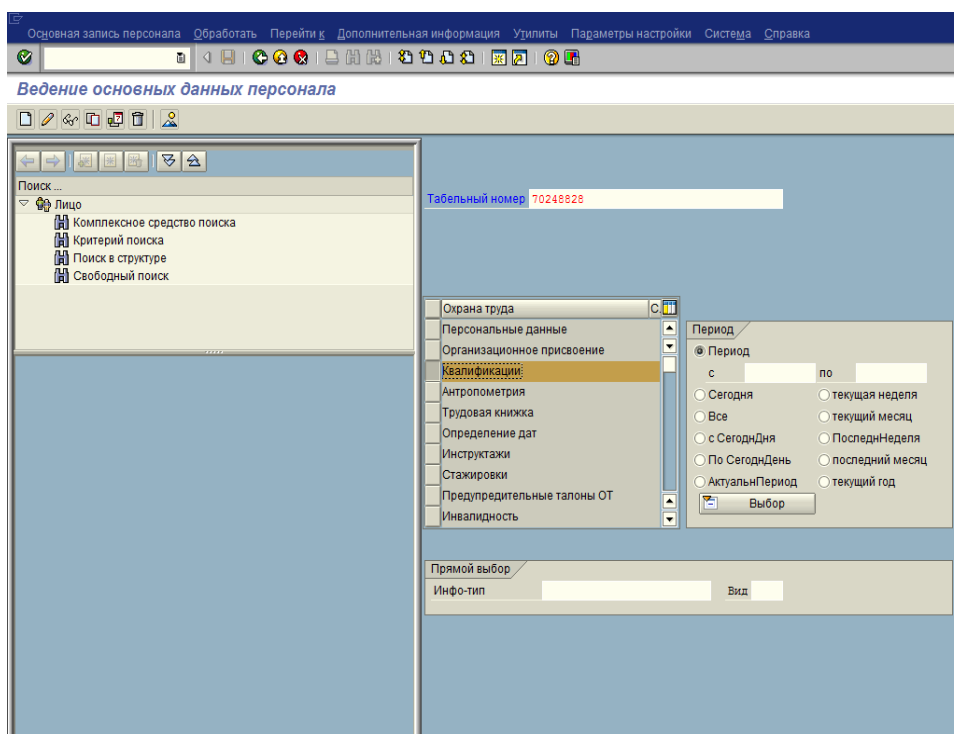 Основная запись персонала Обработать Перейти к Дополнительная информация Утилиты Параметры настройки Система Справка
Ведение основных данных персонала
Поиск ...
Лицо
Комплексное средство поиска
Критерий поиска
Поиск в структуре
Свободный поиск
Табельный номер 70248828
Охрана труда С.
Персональные данные
Организационное присвоение
Квалификации
Антропометрия
Трудовая книжка
Определение дат
Инструктажи
Стажировки
Предупредительные талоны ОТ
Инвалидность
Период
Период
с по
Сегодня текущая неделя
Все текущий месяц
с СегоднДня ПоследнНеделя
По СегоднДень последний месяц
АктуальнПериод текущий год
Выбор
Прямой выбор
Инфо-тип Вид